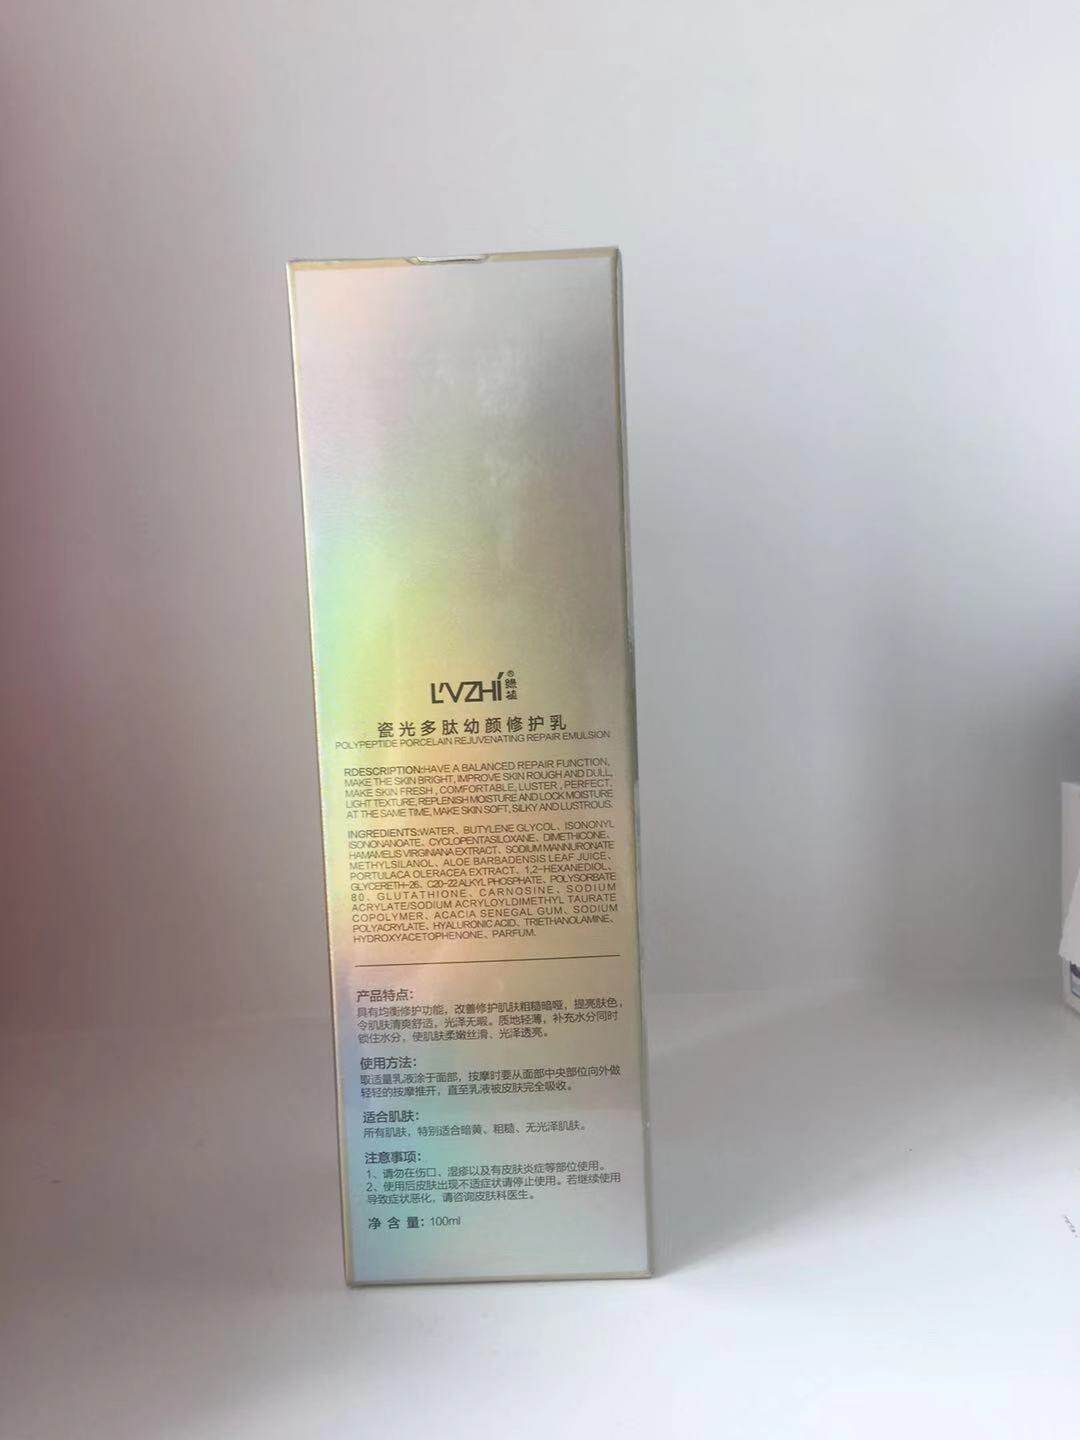 L'VZHÍ®綠植
瓷光多肽幼颜修护乳
POLYPEPTIDE PORCELAIN REJUVENATING REPAIR EMULSION
RDESCRIPTION:HAVE A BALANCED REPAIR FUNCTION,
MAKE THE SKIN BRIGHT, IMPROVE SKIN ROUGH AND DULL,
MAKE SKIN FRESH , COMFORTABLE, LUSTER , PERFECT.
LIGHT TEXTURE, REPLENISH MOISTURE AND LOCK MOISTURE
AT THE SAME TIME, MAKE SKIN SOFT, SILKY AND LUSTROUS.
INGREDIENTS:WATER、BUTYLENE GLYCOL、ISONONYL
ISONONANOATE、CYCLOPENTASILOXANE、DIMETHICONE、
HAMAMELIS VIRGINIANA EXTRACT、SODIUM MANNURONATE
METHYLSILANOL、ALOE BARBADENSIS LEAF JUICE、
PORTULACA OLERACEA EXTRACT、1,2-HEXANEDIOL、
GLYCERETH-26、C20-22 ALKYL PHOSPHATE、POLYSORBATE
80、GLUTATHIONE、CARNOSINE、SODIUM
ACRYLATE/SODIUM ACRYLOYLDIMETHYL TAURATE
COPOLYMER、ACACIA SENEGAL GUM、SODIUM
POLYACRYLATE、HYALURONIC ACID、TRIETHANOLAMINE、
HYDROXYACETOPHENONE、PARFUM.
产品特点：
具有均衡修护功能，改善修护肌肤粗糙暗哑，提亮肤色，
令肌肤清爽舒适，光泽无暇。质地轻薄，补充水分同时
锁住水分，使肌肤柔嫩丝滑、光泽透亮。
使用方法：
取适量乳液涂于面部，按摩时要从面部中央部位向外做
轻轻的按摩推开，直至乳液被皮肤完全吸收。
适合肌肤：
所有肌肤，特别适合暗黄、粗糙、无光泽肌肤。
注意事项：
1、请勿在伤口、湿疹以及有皮肤炎症等部位使用。
2、使用后皮肤出现不适症状请停止使用。若继续使用
导致症状恶化，请咨询皮肤科医生。
净 含 量：100ml